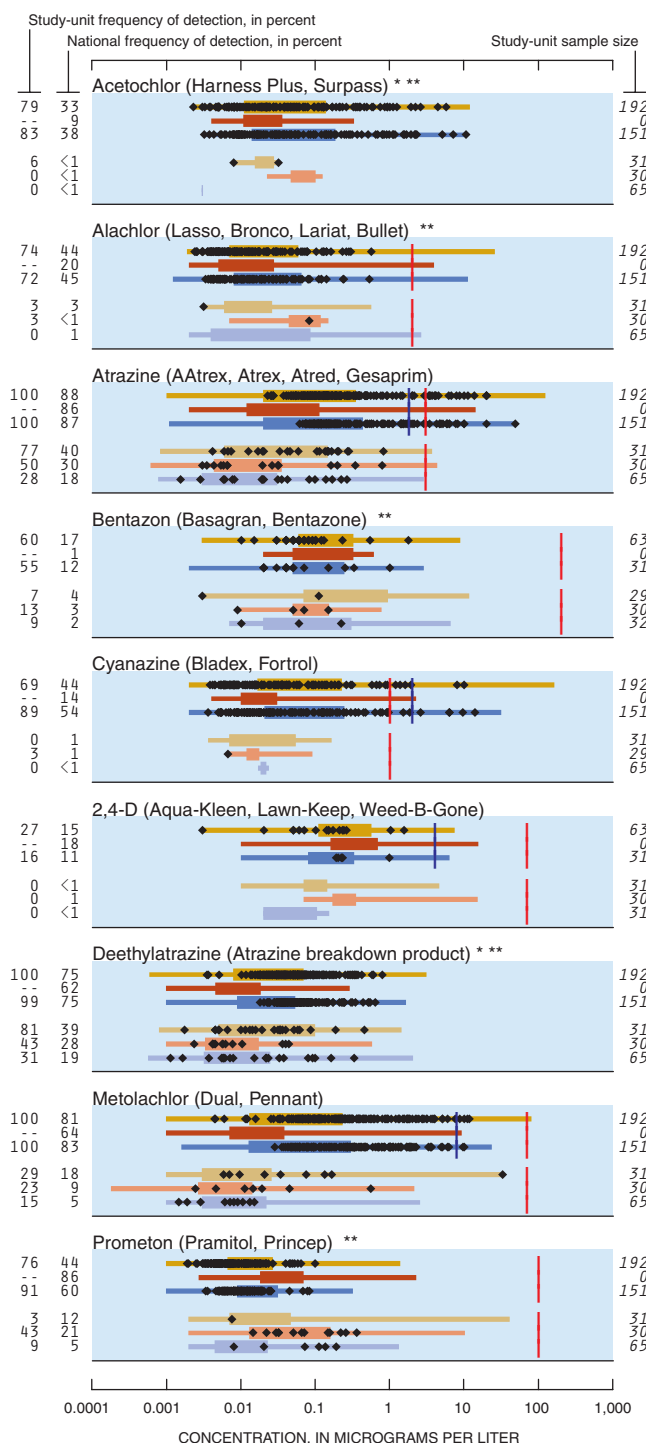 Study-unit frequency of detection, in percent
National frequency of detection, in percent
Study-unit sample size
Acetochlor (Harness Plus, Surpass) * **
79 33 192
-- 9 0
83 38 151
6 <1 31
0 <1 30
0 <1 65
Alachlor (Lasso, Bronco, Lariat, Bullet) **
74 44 192
-- 20 0
72 45 151
3 3 31
3 <1 30
0 1 65
Atrazine (AAtrex, Atrex, Atred, Gesaprim)
100 88 192
-- 86 0
100 87 151
77 40 31
50 30 30
28 18 65
Bentazon (Basagran, Bentazone) **
60 17 63
-- 1 0
55 12 31
7 4 29
13 3 30
9 2 32
Cyanazine (Bladex, Fortrol)
69 44 192
-- 14 0
89 54 151
0 1 31
3 1 29
0 <1 65
2,4-D (Aqua-Kleen, Lawn-Keep, Weed-B-Gone)
27 15 63
-- 18 0
16 11 31
0 <1 31
0 1 30
0 <1 31
Deethylatrazine (Atrazine breakdown product) * **
100 75 192
-- 62 0
99 75 151
81 39 31
43 28 30
31 19 65
Metolachlor (Dual, Pennant)
100 81 192
-- 64 0
100 83 151
29 18 31
23 9 30
15 5 65
Prometon (Pramitol, Princep) **
76 44 192
-- 86 0
91 60 151
3 12 31
43 21 30
9 5 65
0.0001 0.001 0.01 0.1 1 10 100 1,000
CONCENTRATION, IN MICROGRAMS PER LITER